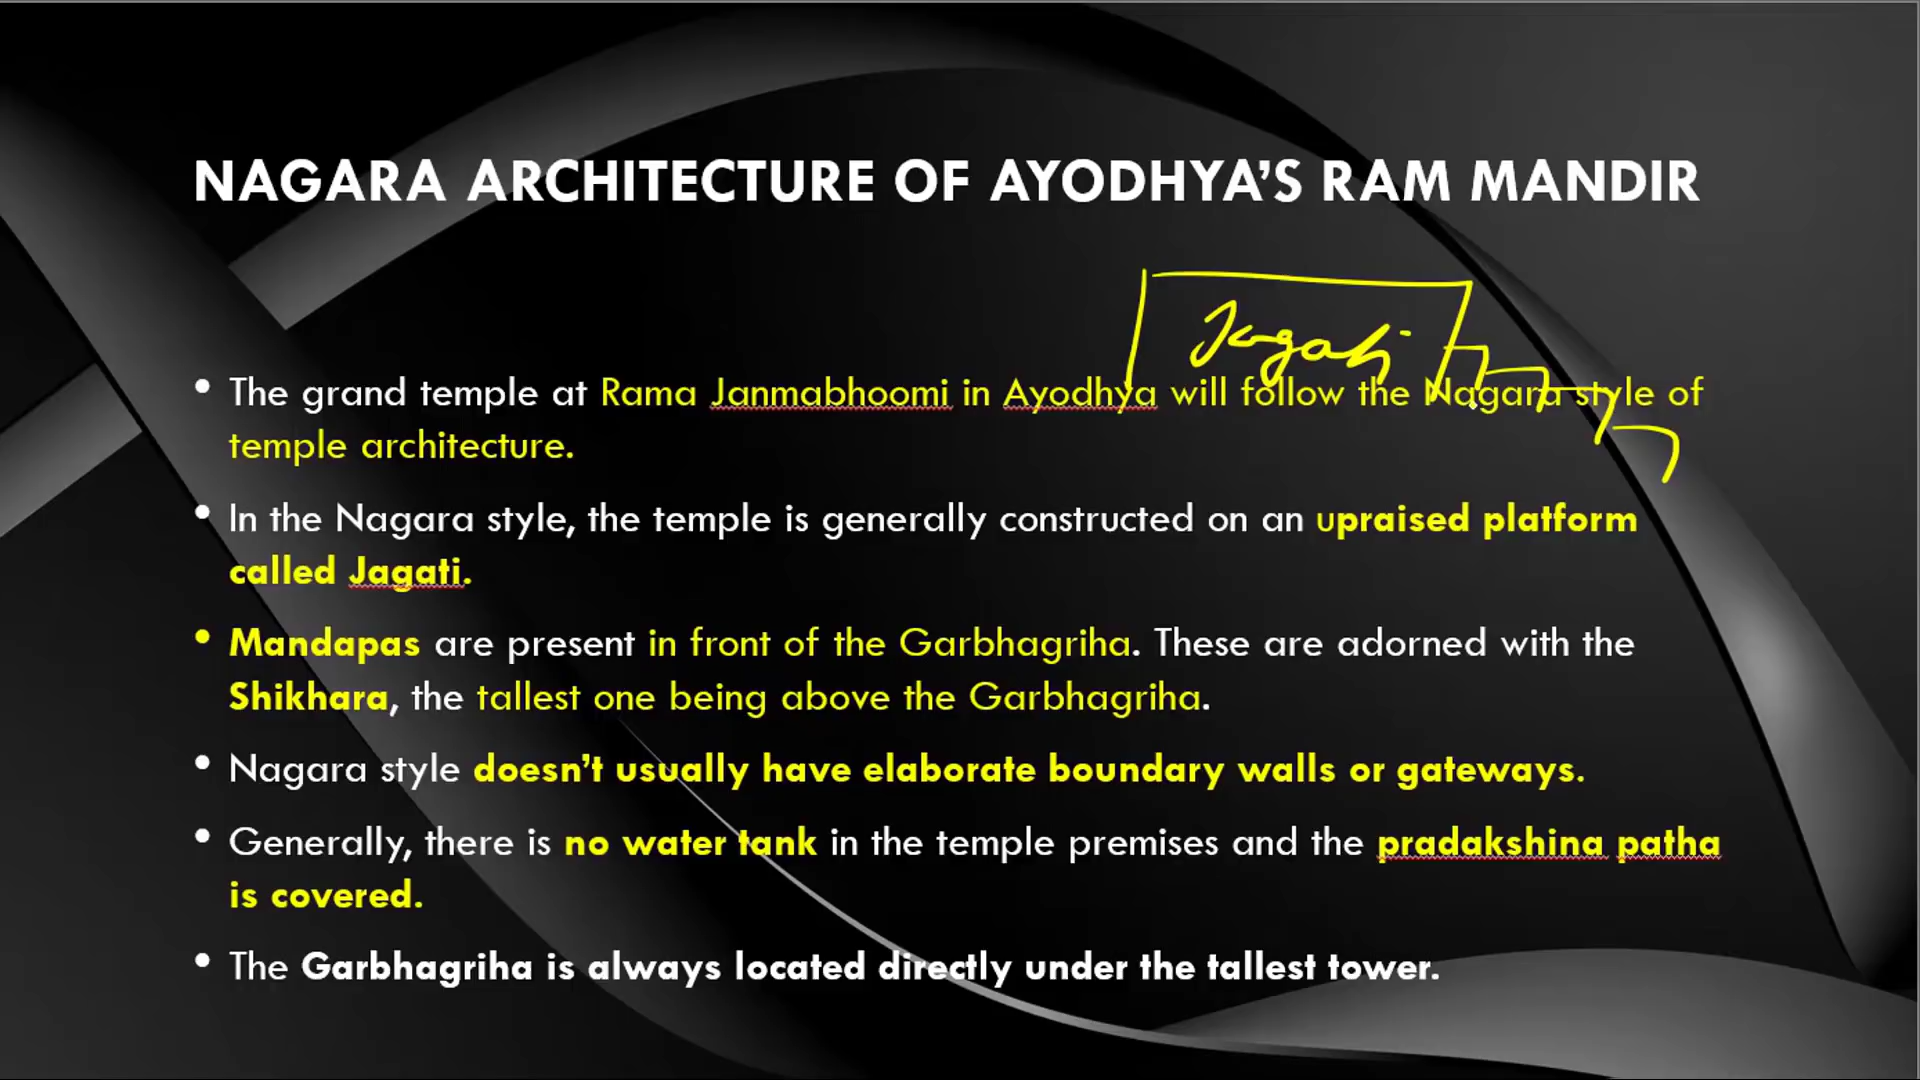 NAGARA ARCHITECTURE OF AYODHYA'S RAM MANDIR
Jagati
• The grand temple at Rama Janmabhoomi in Ayodhya will follow the Nagara style of
temple architecture.
• In the Nagara style, the temple is generally constructed on an upraised platform
called Jagati.
• Mandapas are present in front of the Garbhagriha. These are adorned with the
Shikhara, the tallest one being above the Garbhagriha.
• Nagara style doesn't usually have elaborate boundary walls or gateways.
• Generally, there is no water tank in the temple premises and the pradakshina patha
is covered.
• The Garbhagriha is always located directly under the tallest tower.